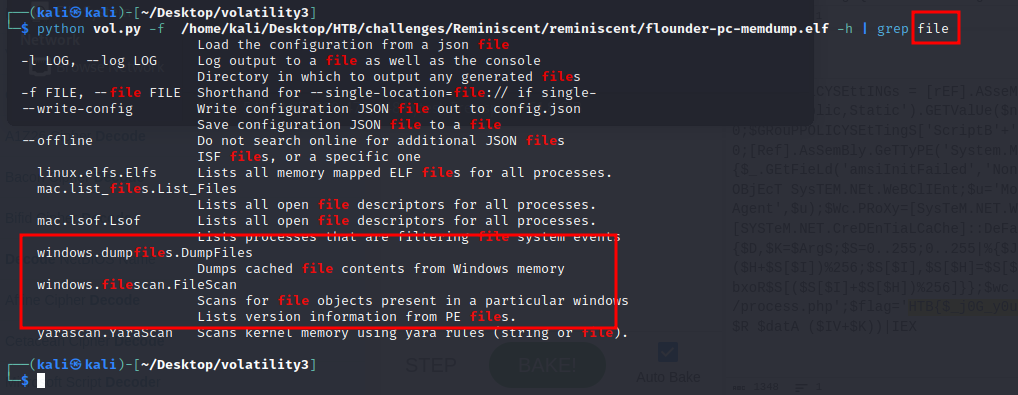 ┌──(kali㉿kali)-[~/Desktop/volatility3]
└─$ python vol.py -f  /home/kali/Desktop/HTB/challenges/Reminiscent/reminiscent/flounder-pc-memdump.elf -h | grep file
Load the configuration from a json file
-l LOG, --log LOG     Log output to a file as well as the console
Directory in which to output any generated files
-f FILE, --file FILE  Shorthand for --single-location=file:// if single-
--write-config        Write configuration JSON file out to config.json
Save configuration JSON file to a file
--offline             Do not search online for additional JSON files
ISF files, or a specific one
linux.elfs.Elfs     Lists all memory mapped ELF files for all processes.
mac.list_files.List_Files
Lists all open file descriptors for all processes.
mac.lsof.Lsof       Lists all open file descriptors for all processes.
Lists processes that are filtering file system events
windows.dumpfiles.DumpFiles
Dumps cached file contents from Windows memory
windows.filescan.FileScan
Scans for file objects present in a particular windows
Lists version information from PE files.
yarascan.YaraScan   Scans kernel memory using yara rules (string or file).
┌──(kali㉿kali)-[~/Desktop/volatility3]
└─$
STEP
BAKE!
Auto Bake